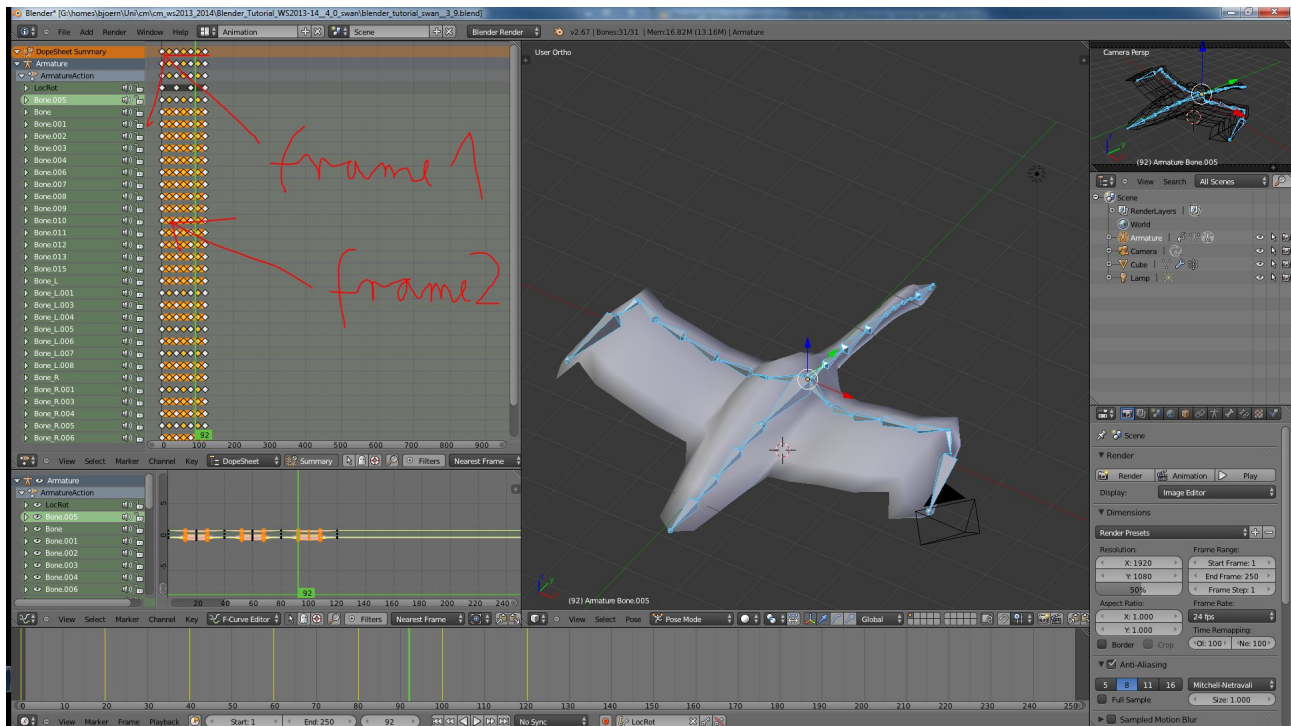 Blender* [G:\homes\bjoern\Uni\cm\cm_ws2013_2014\Blender_Tutorial_WS2013-14__4_0_swan\blender_tutorial_swan__3_9.blend]
File Add Render Window Help Animation Scene Blender Render v2.67 | Bones:31/31 | Mem:16.82M (13.16M) | Armature
DopeSheet Summary
Armature
ArmatureAction
LocRot
Bone.005
Bone
Bone.001
Bone.002
Bone.003
Bone.004
Bone.006
Bone.007
Bone.008
Bone.009
Bone.010
Bone.011
Bone.012
Bone.013
Bone.015
Bone_L
Bone_L.001
Bone_L.003
Bone_L.004
Bone_L.005
Bone_L.006
Bone_L.007
Bone_L.008
Bone_R
Bone_R.001
Bone_R.003
Bone_R.004
Bone_R.005
Bone_R.006
frame 1
frame2
92
0 100 200 300 400 500 600 700 800 900
View Select Marker Channel Key DopeSheet Summary Filters Nearest Frame
Armature
ArmatureAction
LocRot
Bone.005
Bone
Bone.001
Bone.002
Bone.003
Bone.004
Bone.006
5
0
-5
92
20 40 60 80 100 120 140 160 180 200 220 240
View Select Marker Channel Key F-Curve Editor Filters Nearest Frame
User Ortho
(92) Armature Bone.005
View Select Pose Pose Mode Global
Camera Persp
(92) Armature Bone.005
View Search All Scenes
Scene
RenderLayers
World
Armature
Camera
Cube
Lamp
Scene
Render
Render Animation Play
Display: Image Editor
Dimensions
Render Presets
Resolution: Frame Range:
X: 1920 Start Frame: 1
Y: 1080 End Frame: 250
50% Frame Step: 1
Aspect Ratio: Frame Rate:
X: 1.000 24 fps
Y: 1.000 Time Remapping:
Border Crop Ol: 100 Ne: 100
Anti-Aliasing
5 8 11 16 Mitchell-Netravali
Full Sample Size: 1.000
Sampled Motion Blur
0 10 20 30 40 50 60 70 80 90 100 110 120 130 140 150 160 170 180 190 200 210 220 230 240 250
View Marker Frame Playback Start: 1 End: 250 92 No Sync LocRot